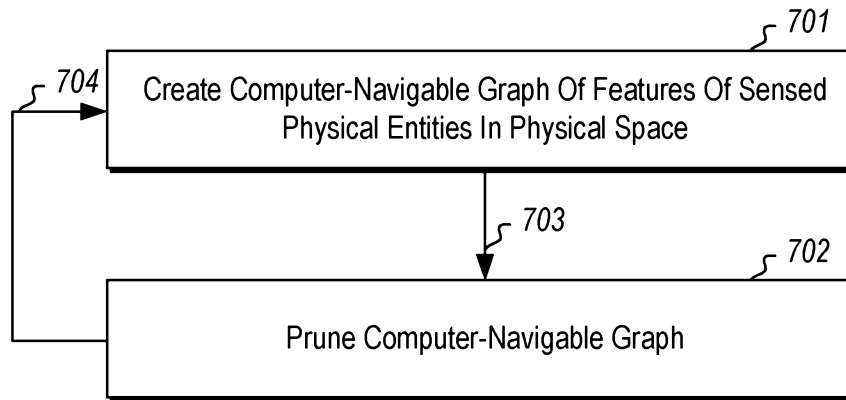 701
704
Create Computer-Navigable Graph Of Features Of Sensed
Physical Entities In Physical Space
703
702
Prune Computer-Navigable Graph